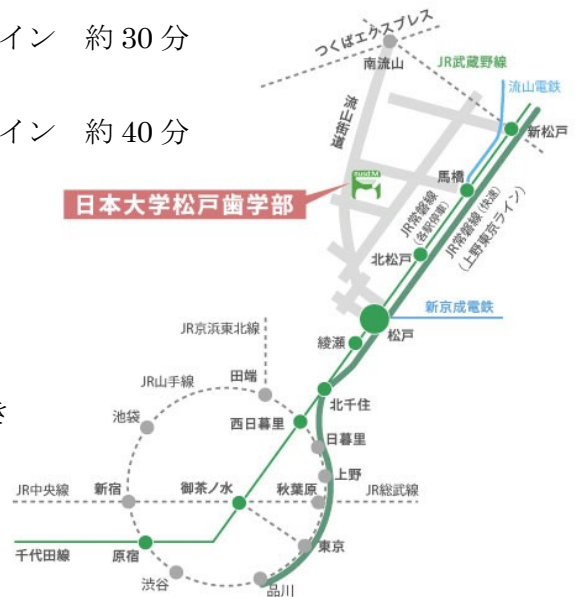 イン 約 30 分
つくばエクスプレス
南流山
JR武蔵野線
流山電鉄
イン 約 40 分
流山街道
新松戸
馬橋
日本大学松戸歯学部
JR常磐線
(各駅停車)
JR常磐線(快速)
(上野東京ライン)
北松戸
新京成電鉄
松戸
JR京浜東北線
綾瀬
JR山手線
田端
北千住
池袋
西日暮里
日暮里
上野
JR中央線
新宿
御茶ノ水
秋葉原
JR総武線
東京
千代田線
原宿
渋谷
品川